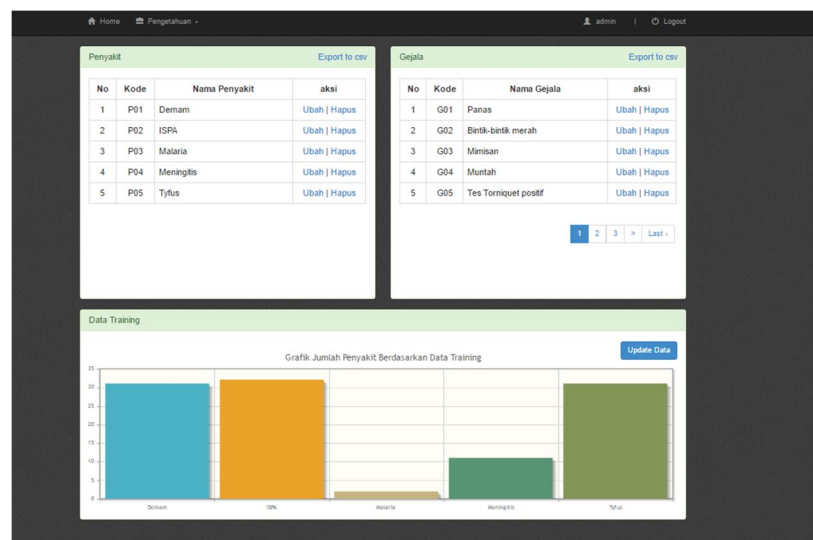 Home Pengetahuan admin | Logout
Penyakit Export to csv
No Kode Nama Penyakit aksi
1 P01 Demam Ubah | Hapus
2 P02 ISPA Ubah | Hapus
3 P03 Malaria Ubah | Hapus
4 P04 Meningitis Ubah | Hapus
5 P05 Tyfus Ubah | Hapus
Gejala Export to csv
No Kode Nama Gejala aksi
1 G01 Panas Ubah | Hapus
2 G02 Bintik-bintik merah Ubah | Hapus
3 G03 Mimisan Ubah | Hapus
4 G04 Muntah Ubah | Hapus
5 G05 Tes Torniquet positif Ubah | Hapus
1 2 3 > Last ›
Data Training
Update Data
Grafik Jumlah Penyakit Berdasarkan Data Training
35
30
25
20
15
10
5
0
Demam ISPA Malaria Meningitis Tyfus